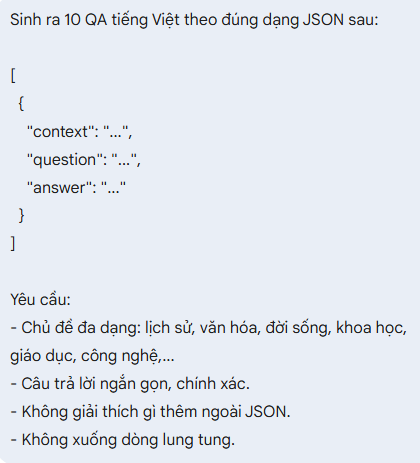 Sinh ra 10 QA tiếng Việt theo đúng dạng JSON sau:
[
{
"context": "...",
"question": "...",
"answer": "..."
}
]
Yêu cầu:
- Chủ đề đa dạng: lịch sử, văn hóa, đời sống, khoa học,
giáo dục, công nghệ,...
- Câu trả lời ngắn gọn, chính xác.
- Không giải thích gì thêm ngoài JSON.
- Không xuống dòng lung tung.